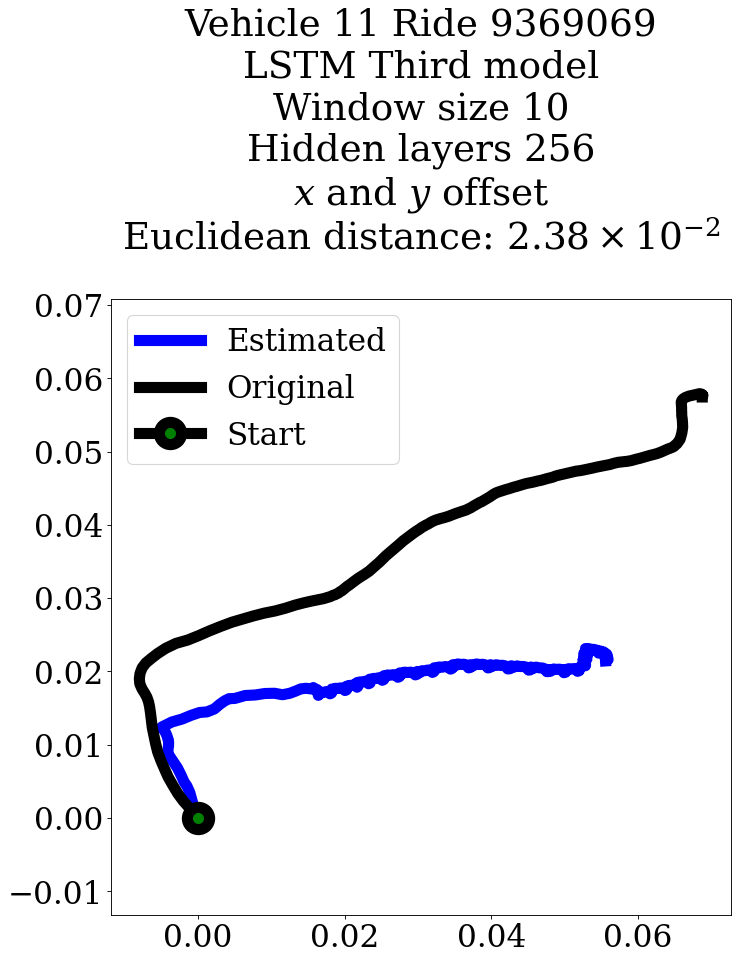 Vehicle 11 Ride 9369069
LSTM Third model
Window size 10
Hidden layers 256
x and y offset
Euclidean distance: 2.38 × 10⁻²
0.07
0.06
0.05
0.04
0.03
0.02
0.01
0.00
−0.01
Estimated
Original
Start
0.00 0.02 0.04 0.06